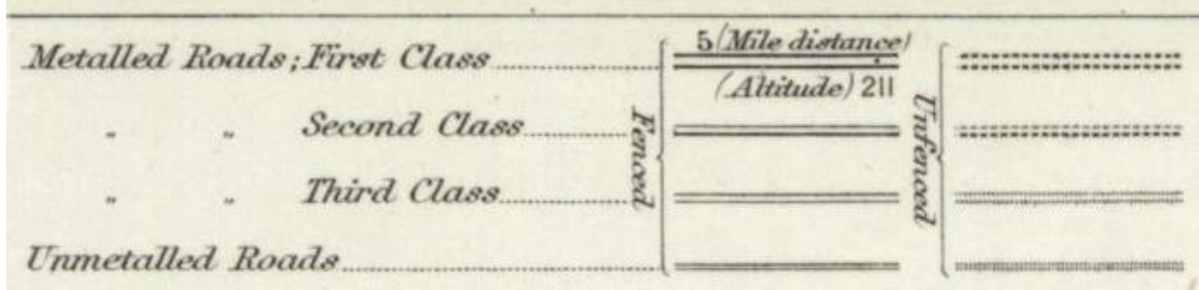 Metalled Roads; First Class 5 (Mile distance)
(Altitude) 211
„ „ Second Class
„ „ Third Class
Unmetalled Roads
Fenced
Unfenced